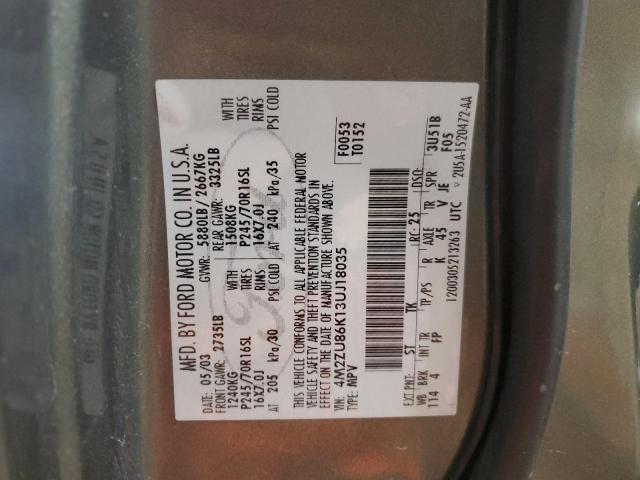 MFD. BY FORD MOTOR CO. IN U.S.A.
05/03 GVWR: 5880LB/2667KG
FRONT GAWR: 2735LB REAR GAWR: 3325LB
1240KG WITH 1508KG WITH
P245/70R16SL TIRES P245/70R16SL TIRES
16X7.0J RIMS 16X7.0J RIMS
AT 205 kPa/30 PSI COLD AT 240 kPa/35 PSI COLD
THIS VEHICLE CONFORMS TO ALL APPLICABLE FEDERAL MOTOR
VEHICLE SAFETY AND THEFT PREVENTION STANDARDS IN
EFFECT ON THE DATE OF MANUFACTURE SHOWN ABOVE.
VIN: 4M2ZU86K13UJ18035 F0053
TYPE: MPV T0152
EXT PNT: ST TK RC: 25 DSO:
WB BRK INT TR TP/PS R AXLE TR SPR 3U51B
114 4 FP K 45 V JE F05
1200305213263 UTC V 2U5A-1520472-AA